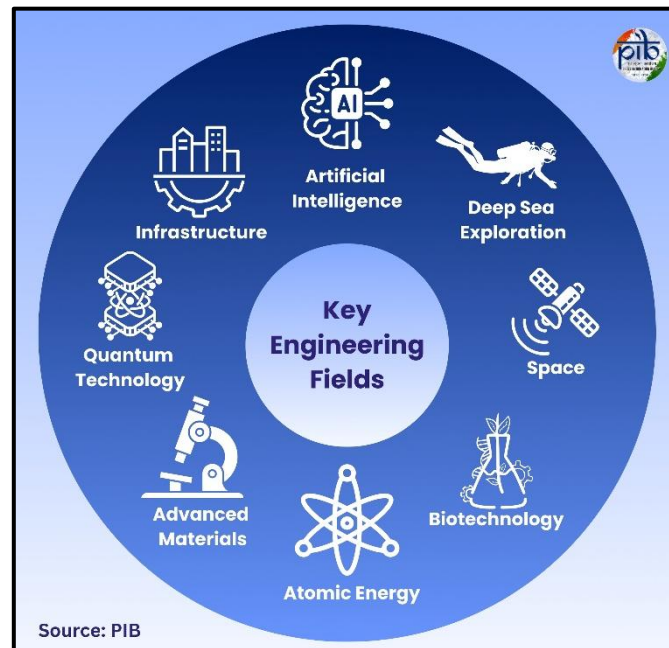 pib
AI
Artificial
Intelligence
Deep Sea
Exploration
Space
Biotechnology
Atomic Energy
Advanced
Materials
Quantum
Technology
Infrastructure
Key
Engineering
Fields
Source: PIB